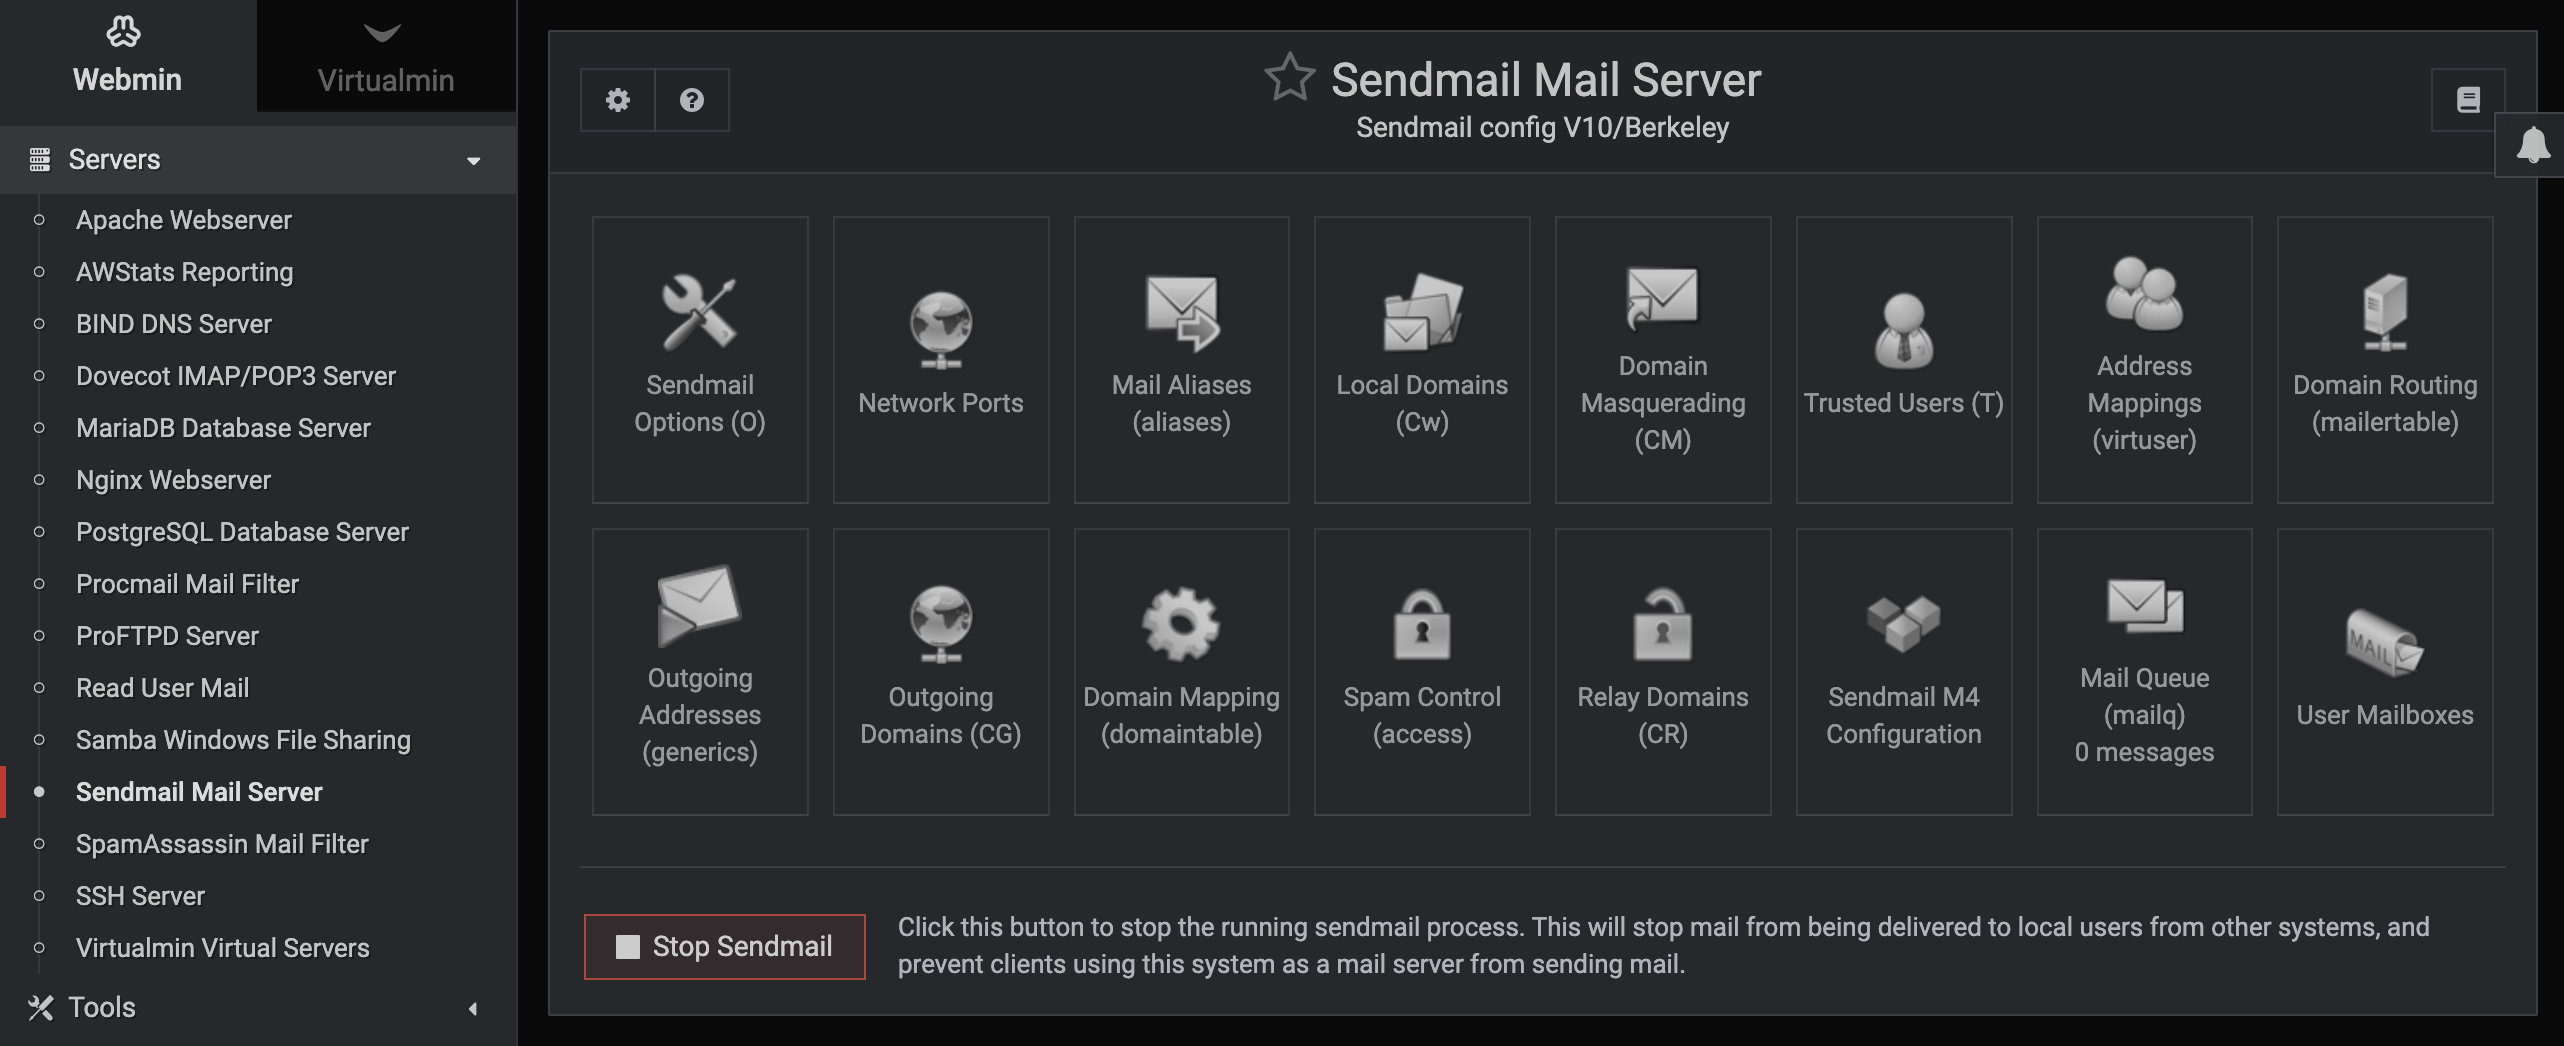 Webmin
Virtualmin
Servers
Apache Webserver
AWStats Reporting
BIND DNS Server
Dovecot IMAP/POP3 Server
MariaDB Database Server
Nginx Webserver
PostgreSQL Database Server
Procmail Mail Filter
ProFTPD Server
Read User Mail
Samba Windows File Sharing
Sendmail Mail Server
SpamAssassin Mail Filter
SSH Server
Virtualmin Virtual Servers
Tools
Sendmail Mail Server
Sendmail config V10/Berkeley
Sendmail
Options (O)
Network Ports
Mail Aliases
(aliases)
Local Domains
(Cw)
Domain
Masquerading
(CM)
Trusted Users (T)
Address
Mappings
(virtuser)
Domain Routing
(mailertable)
Outgoing
Addresses
(generics)
Outgoing
Domains (CG)
Domain Mapping
(domaintable)
Spam Control
(access)
Relay Domains
(CR)
Sendmail M4
Configuration
Mail Queue
(mailq)
0 messages
MAIL
User Mailboxes
Stop Sendmail
Click this button to stop the running sendmail process. This will stop mail from being delivered to local users from other systems, and
prevent clients using this system as a mail server from sending mail.